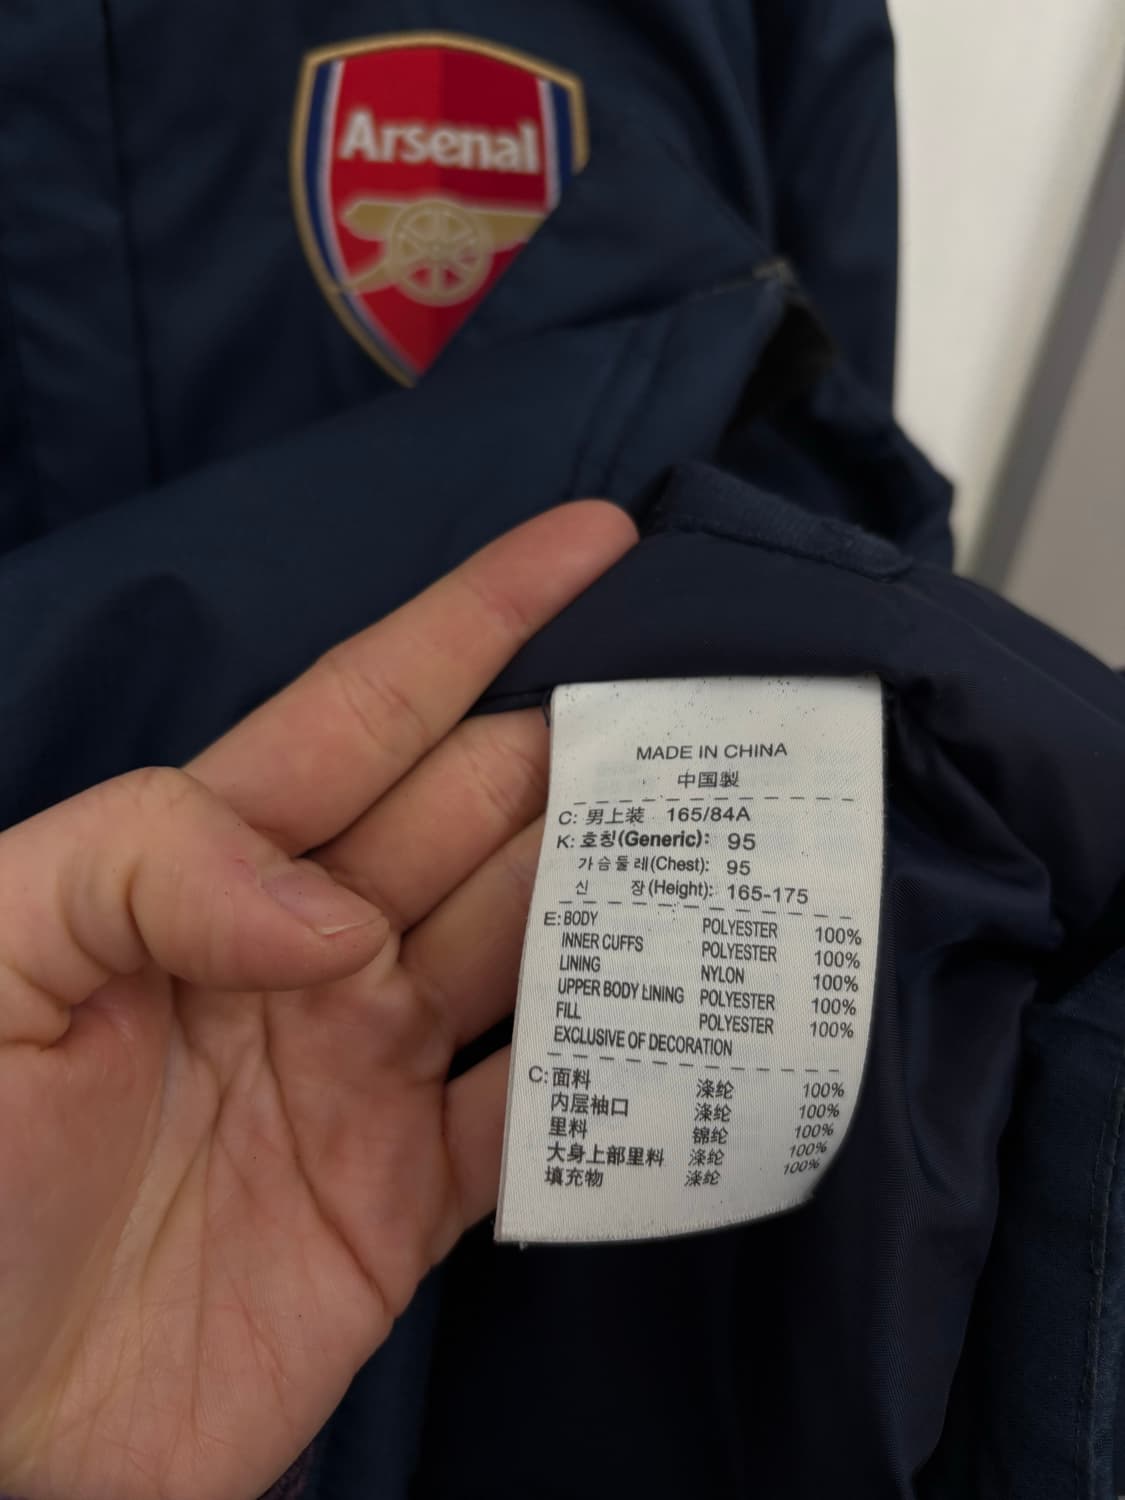 Arsenal
MADE IN CHINA
中国製
C: 男上装 165/84A
K: 호칭(Generic): 95
가슴둘레(Chest): 95
신 장(Height): 165-175
E: BODY POLYESTER 100%
INNER CUFFS POLYESTER 100%
LINING NYLON 100%
UPPER BODY LINING POLYESTER 100%
FILL POLYESTER 100%
EXCLUSIVE OF DECORATION
C: 面料 涤纶 100%
内层袖口 涤纶 100%
里料 锦纶 100%
大身上部里料 涤纶 100%
填充物 涤纶 100%